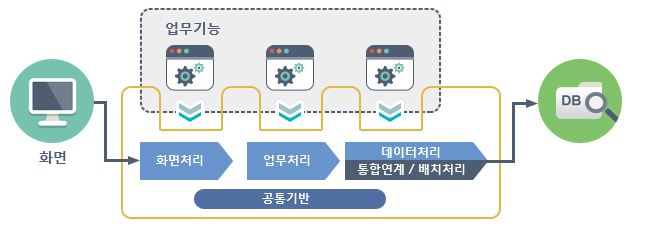 업무기능
화면
DB
화면처리
업무처리
데이터처리
통합연계 / 배치처리
공통기반